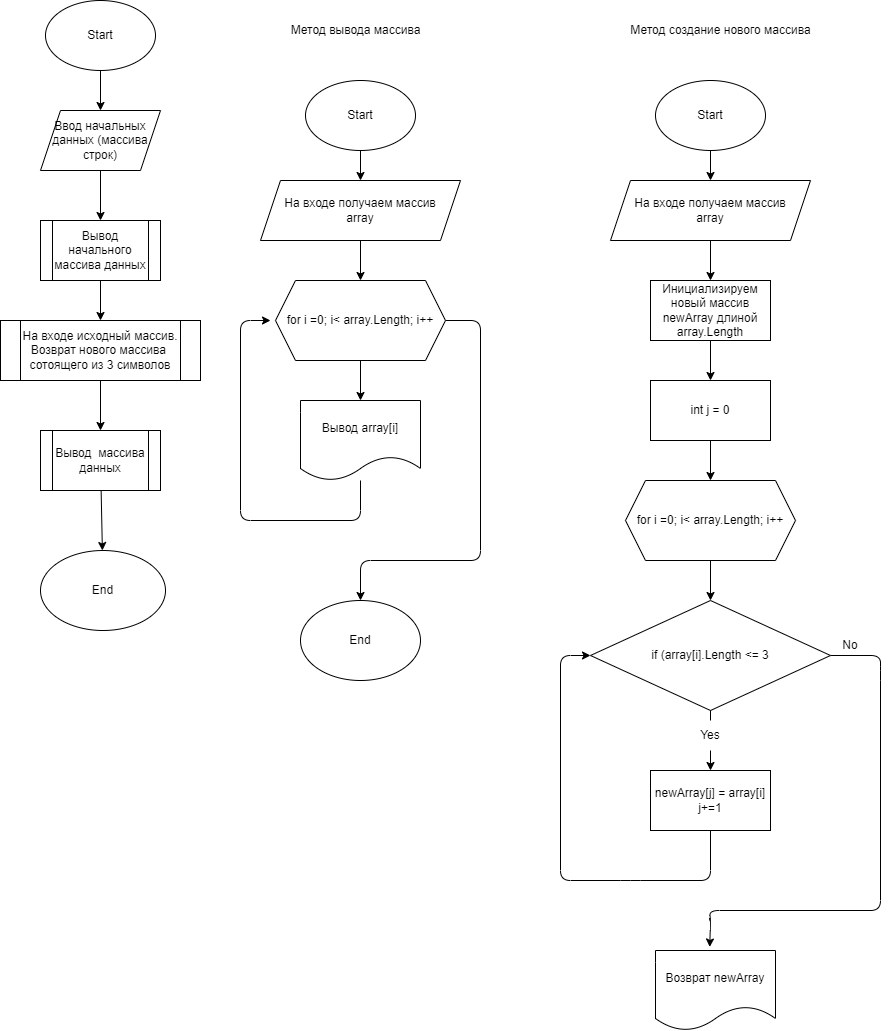 Start
Ввод начальных
данных (массива
строк)
Вывод
начального
массива данных
На входе исходный массив.
Возврат нового массива
сотоящего из 3 символов
Вывод массива
данных
End
Метод вывода массива
Start
На входе получаем массив
array
for i =0; i< array.Length; i++
Вывод array[i]
End
Метод создание нового массива
Start
На входе получаем массив
array
Инициализируем
новый массив
newArray длиной
array.Length
int j = 0
for i =0; i< array.Length; i++
if (array[i].Length <= 3
No
Yes
newArray[j] = array[i]
j+=1
Возврат newArray